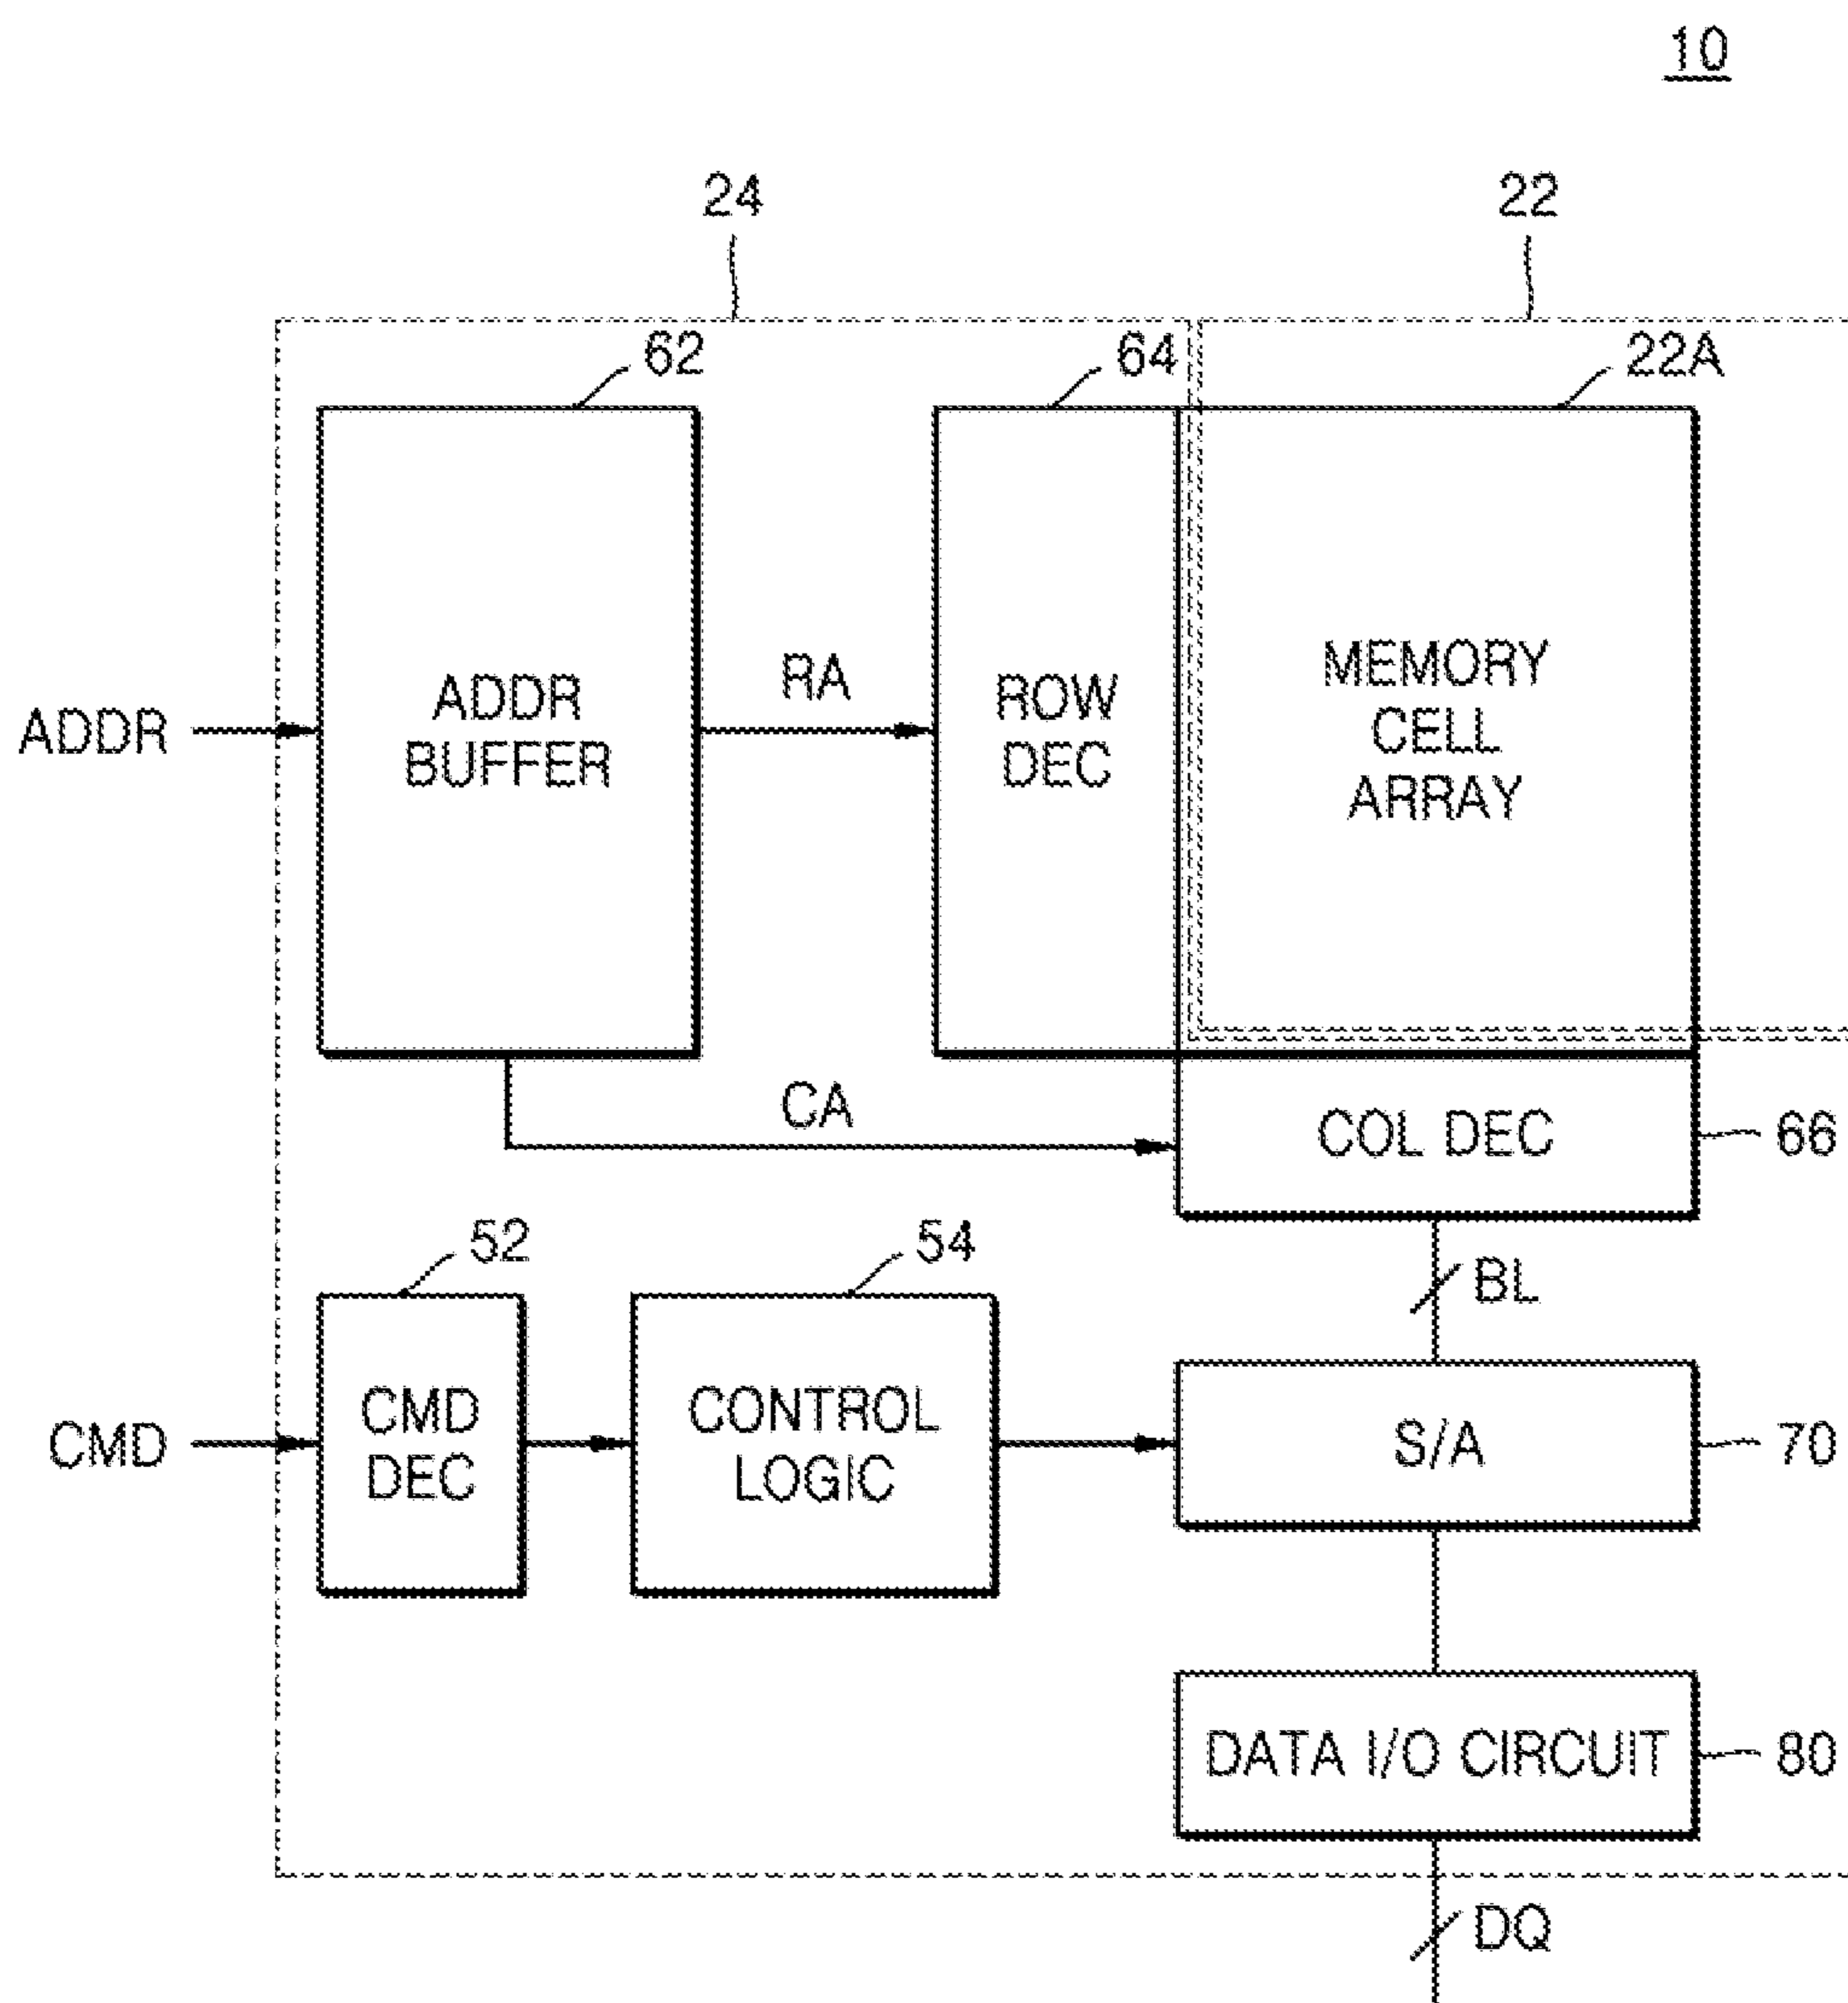 10
24
22
62
64
22A
ADDR
ADDR
BUFFER
RA
ROW
DEC
MEMORY
CELL
ARRAY
CA
COL DEC
66
52
54
BL
CMD
CMD
DEC
CONTROL
LOGIC
S/A
70
DATA I/O CIRCUIT
80
DQ